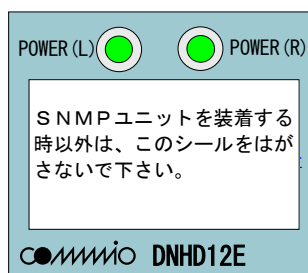 POWER(L) POWER(R)
SNMPユニットを装着する
時以外は、このシールをはが
さないで下さい。
commio DNHD12E